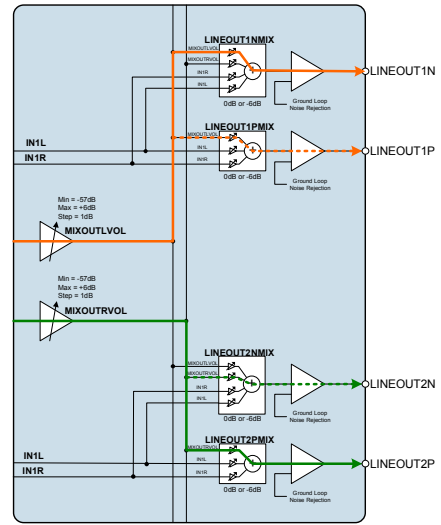 LINEOUT1NMIX
MIXOUTLVOL
MIXOUTRVOL
IN1R
IN1L
0dB or -6dB
Ground Loop
Noise Rejection
LINEOUT1N
LINEOUT1PMIX
MIXOUTLVOL
IN1L
IN1R
0dB or -6dB
Ground Loop
Noise Rejection
LINEOUT1P
IN1L
IN1R
Min = -57dB
Max = +6dB
Step = 1dB
MIXOUTLVOL
Min = -57dB
Max = +6dB
Step = 1dB
MIXOUTRVOL
LINEOUT2NMIX
MIXOUTLVOL
MIXOUTRVOL
IN1R
IN1L
0dB or -6dB
Ground Loop
Noise Rejection
LINEOUT2N
LINEOUT2PMIX
MIXOUTRVOL
IN1L
IN1R
0dB or -6dB
Ground Loop
Noise Rejection
LINEOUT2P
IN1L
IN1R